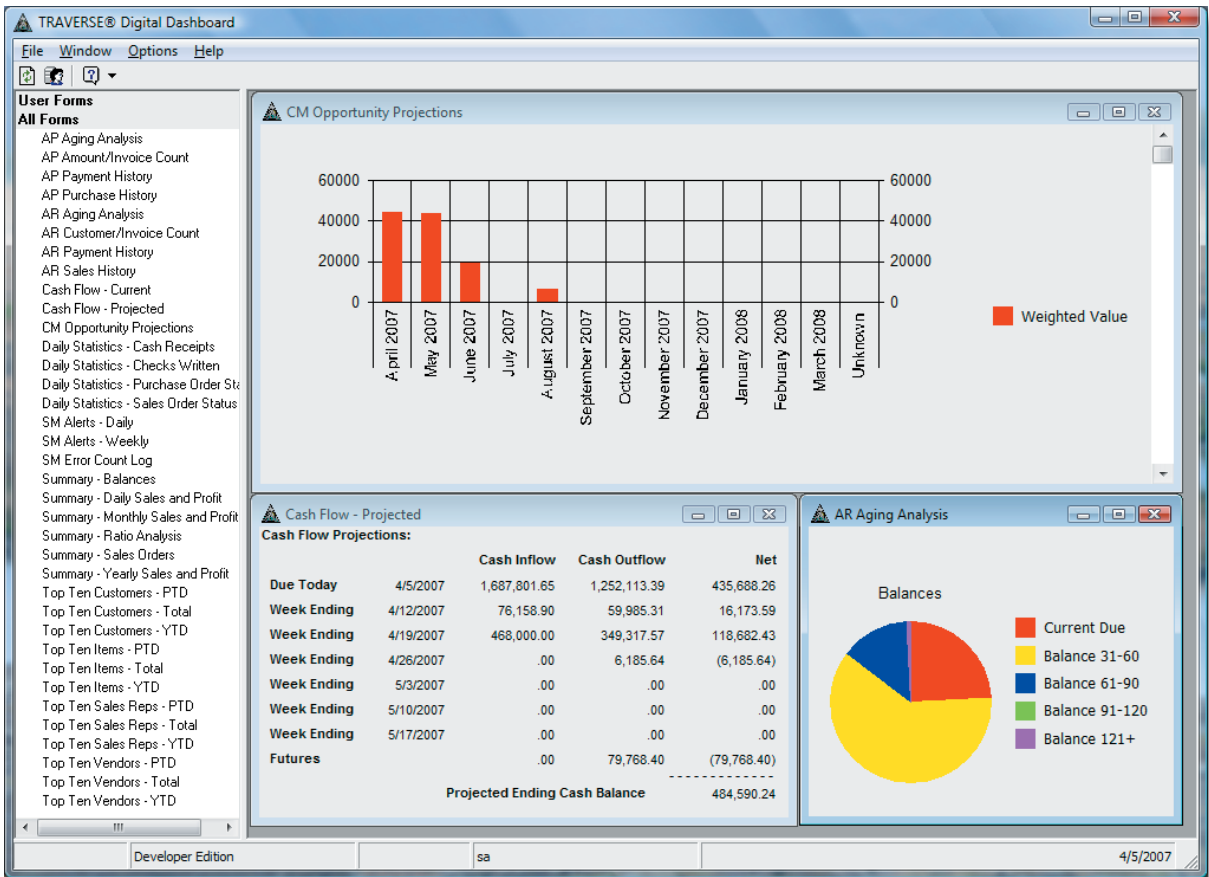 TRAVERSE® Digital Dashboard
File Window Options Help
User Forms
All Forms
AP Aging Analysis
AP Amount/Invoice Count
AP Payment History
AP Purchase History
AR Aging Analysis
AR Customer/Invoice Count
AR Payment History
AR Sales History
Cash Flow - Current
Cash Flow - Projected
CM Opportunity Projections
Daily Statistics - Cash Receipts
Daily Statistics - Checks Written
Daily Statistics - Purchase Order Sta
Daily Statistics - Sales Order Status
SM Alerts - Daily
SM Alerts - Weekly
SM Error Count Log
Summary - Balances
Summary - Daily Sales and Profit
Summary - Monthly Sales and Profit
Summary - Ratio Analysis
Summary - Sales Orders
Summary - Yearly Sales and Profit
Top Ten Customers - PTD
Top Ten Customers - Total
Top Ten Customers - YTD
Top Ten Items - PTD
Top Ten Items - Total
Top Ten Items - YTD
Top Ten Sales Reps - PTD
Top Ten Sales Reps - Total
Top Ten Sales Reps - YTD
Top Ten Vendors - PTD
Top Ten Vendors - Total
Top Ten Vendors - YTD
CM Opportunity Projections
60000 60000
40000 40000
20000 20000
0 0
April 2007
May 2007
June 2007
July 2007
August 2007
September 2007
October 2007
November 2007
December 2007
January 2008
February 2008
March 2008
Unknown
Weighted Value
Cash Flow - Projected
Cash Flow Projections:
Cash Inflow Cash Outflow Net
Due Today 4/5/2007 1,687,801.65 1,252,113.39 435,688.26
Week Ending 4/12/2007 76,158.90 59,985.31 16,173.59
Week Ending 4/19/2007 468,000.00 349,317.57 118,682.43
Week Ending 4/26/2007 .00 6,185.64 (6,185.64)
Week Ending 5/3/2007 .00 .00 .00
Week Ending 5/10/2007 .00 .00 .00
Week Ending 5/17/2007 .00 .00 .00
Futures .00 79,768.40 (79,768.40)
Projected Ending Cash Balance 484,590.24
AR Aging Analysis
Balances
Current Due
Balance 31-60
Balance 61-90
Balance 91-120
Balance 121+
Developer Edition sa 4/5/2007